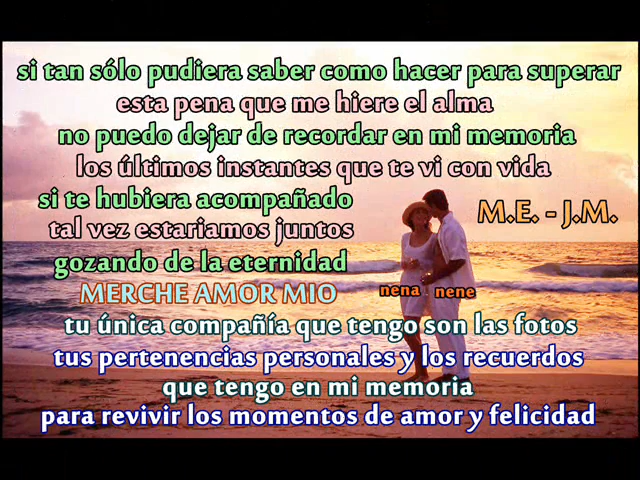 si tan sólo pudiera saber como hacer para superar
esta pena que me hiere el alma
no puedo dejar de recordar en mi memoria
los últimos instantes que te vi con vida
si te hubiera acompañado
tal vez estariamos juntos
M.E. - J.M.
gozando de la eternidad
MERCHE AMOR MIO
nena
nene
tu única compañía que tengo son las fotos
tus pertenencias personales y los recuerdos
que tengo en mi memoria
para revivir los momentos de amor y felicidad